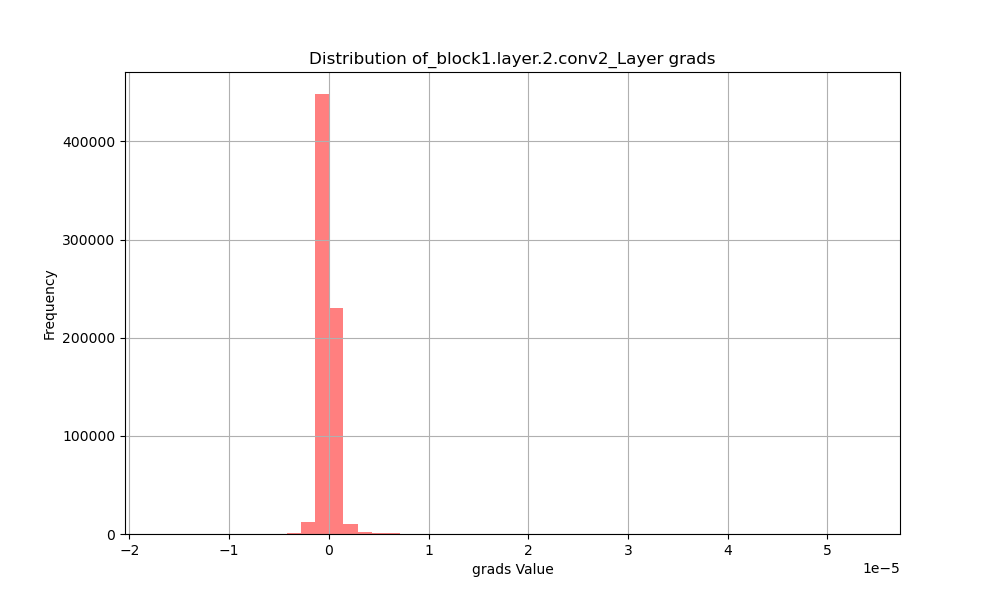 Distribution of_block1.layer.2.conv2_Layer grads
Frequency
400000
300000
200000
100000
0
−2 −1 0 1 2 3 4 5
1e−5
grads Value